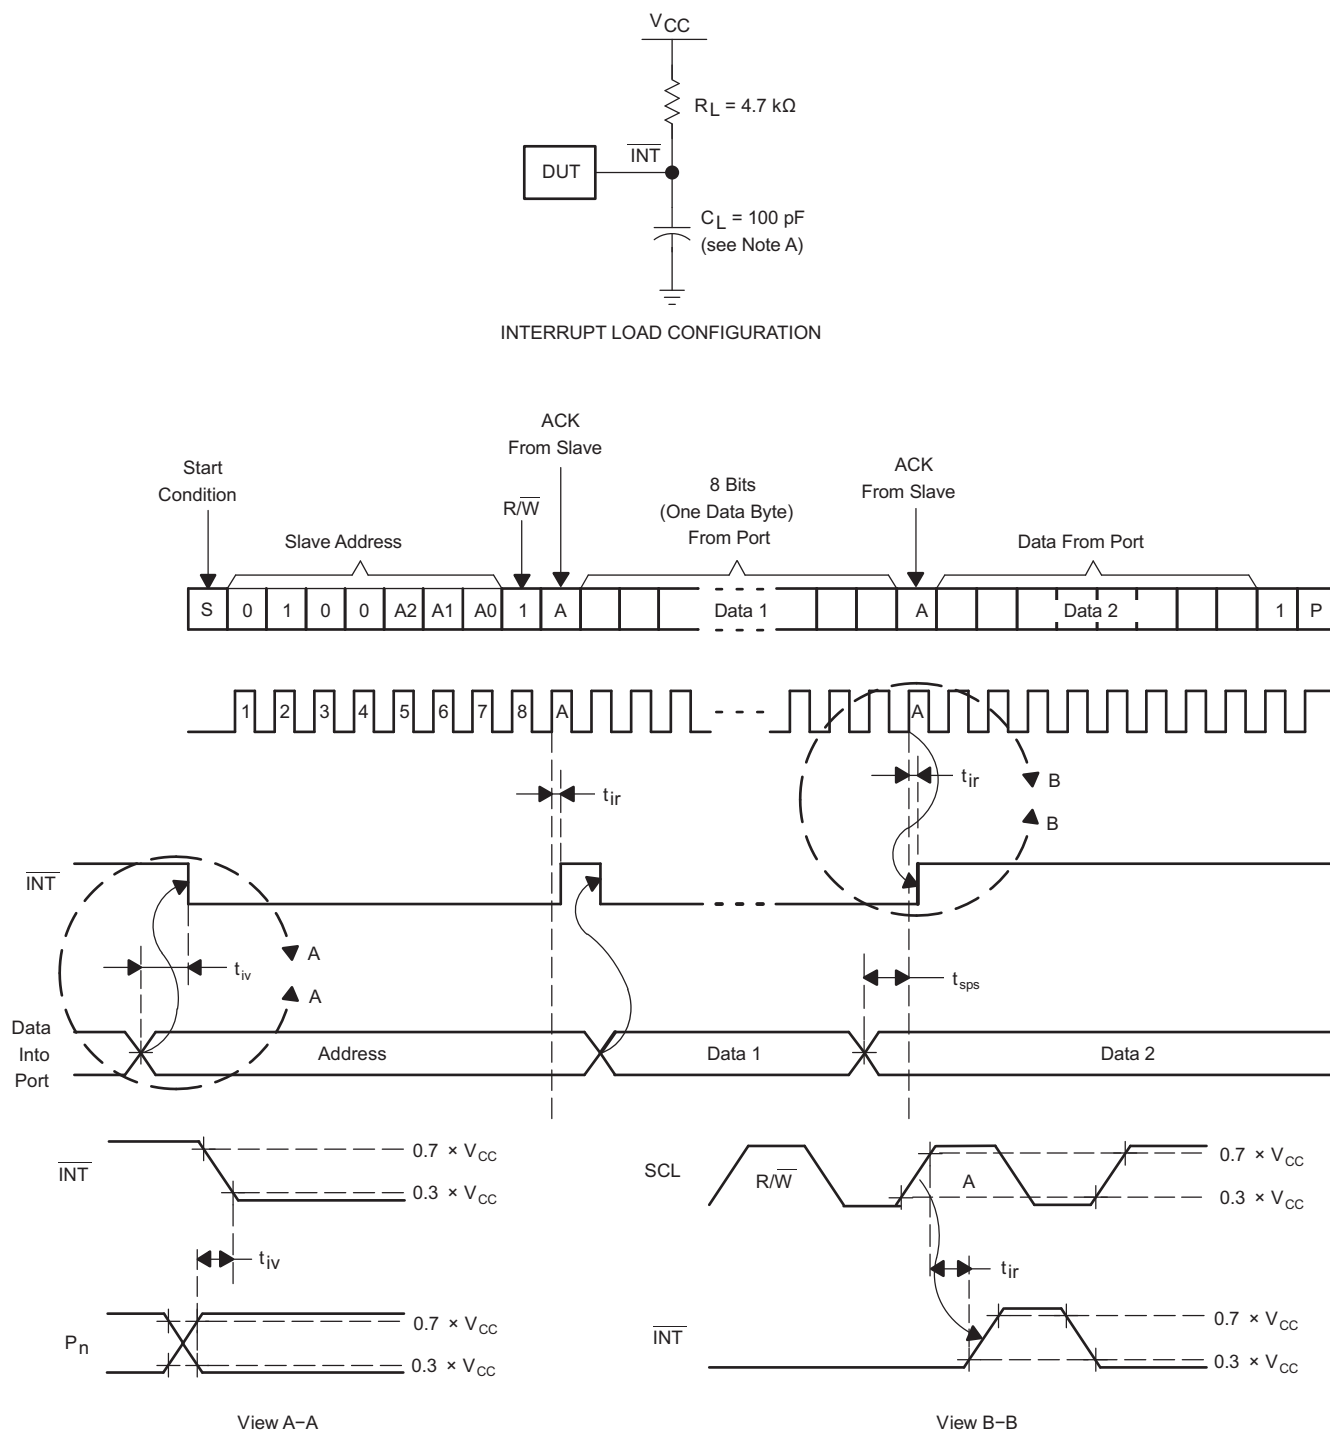 VCC
RL = 4.7 kΩ
INT
DUT
CL = 100 pF
(see Note A)
INTERRUPT LOAD CONFIGURATION
ACK
From Slave
Start
Condition
R/W
8 Bits
(One Data Byte)
From Port
ACK
From Slave
Slave Address
Data From Port
S 0 1 0 0 A2 A1 A0 1 A Data 1 A Data 2 1 P
1 2 3 4 5 6 7 8 A A
tir
tir
B
B
INT
A
tiv
A
tsps
Data
Into
Port
Address
Data 1
Data 2
INT
0.7 × VCC
0.3 × VCC
tiv
Pn
0.7 × VCC
0.3 × VCC
View A–A
SCL
R/W
A
0.7 × VCC
0.3 × VCC
tir
INT
0.7 × VCC
0.3 × VCC
View B–B